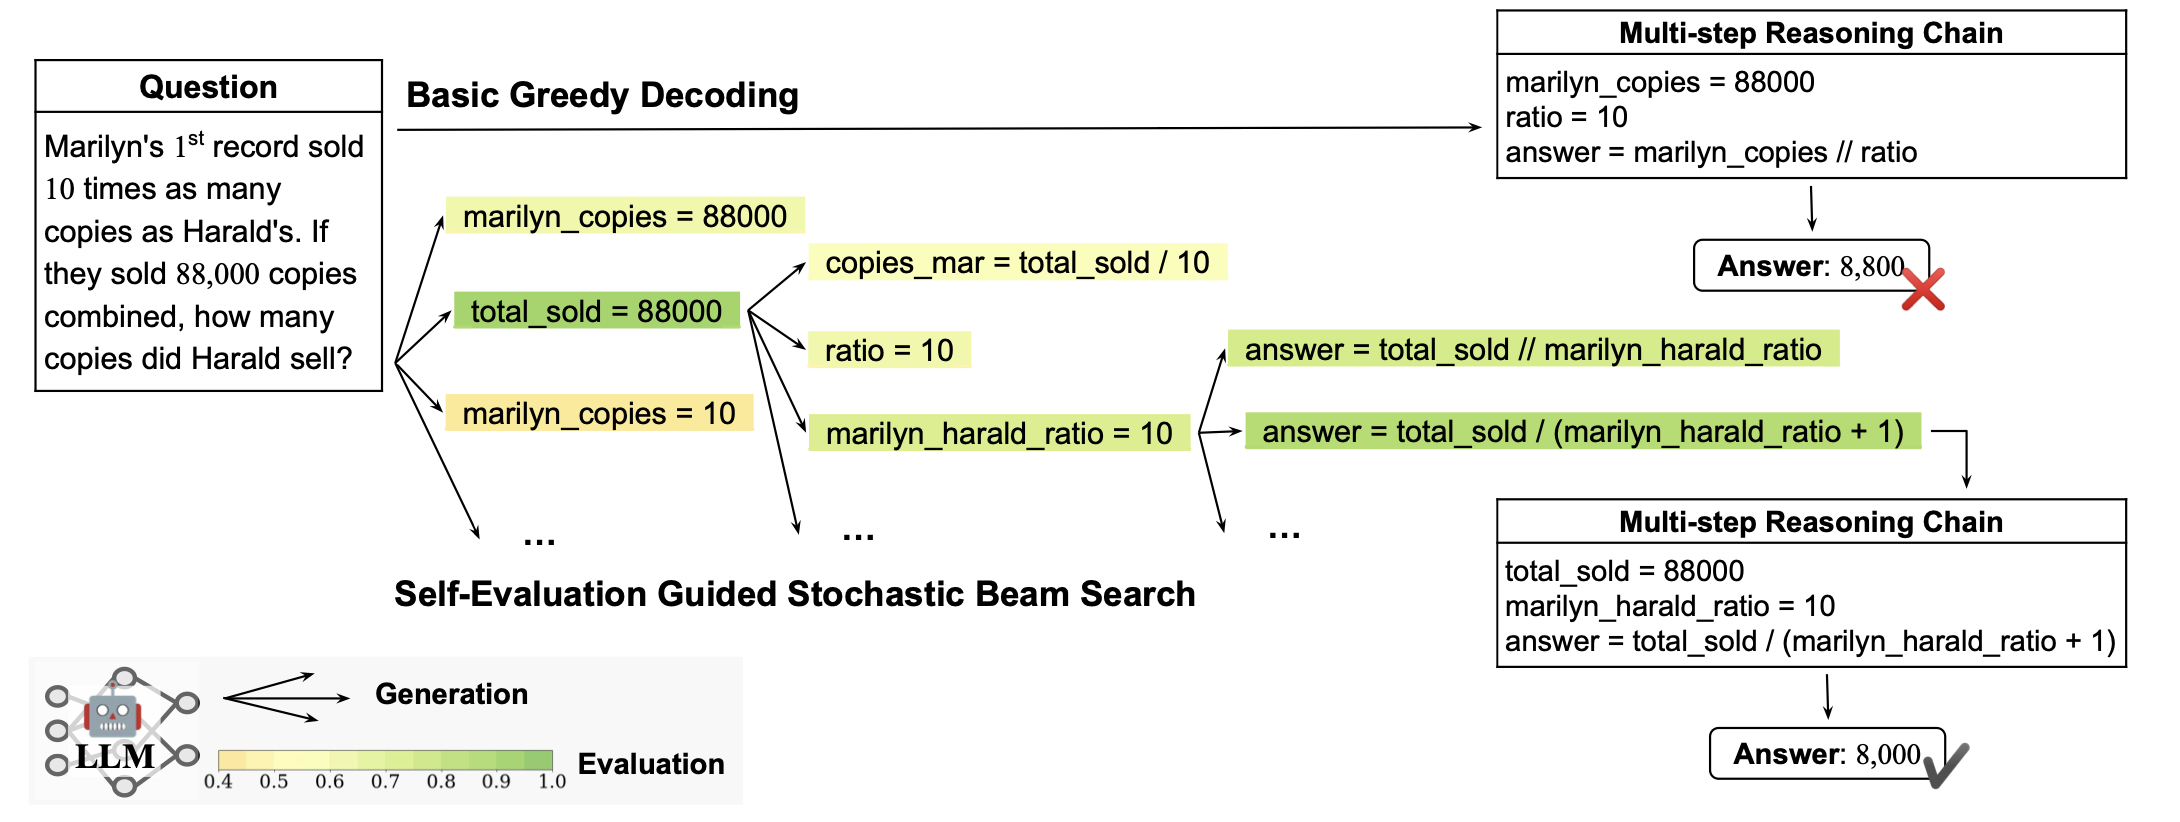 Question
Marilyn's 1st record sold
10 times as many
copies as Harald's. If
they sold 88,000 copies
combined, how many
copies did Harald sell?
Basic Greedy Decoding
Multi-step Reasoning Chain
marilyn_copies = 88000
ratio = 10
answer = marilyn_copies // ratio
Answer: 8,800
marilyn_copies = 88000
total_sold = 88000
marilyn_copies = 10
...
copies_mar = total_sold / 10
ratio = 10
marilyn_harald_ratio = 10
...
answer = total_sold // marilyn_harald_ratio
answer = total_sold / (marilyn_harald_ratio + 1)
...
Self-Evaluation Guided Stochastic Beam Search
Multi-step Reasoning Chain
total_sold = 88000
marilyn_harald_ratio = 10
answer = total_sold / (marilyn_harald_ratio + 1)
Answer: 8,000
LLM
Generation
Evaluation
0.4 0.5 0.6 0.7 0.8 0.9 1.0